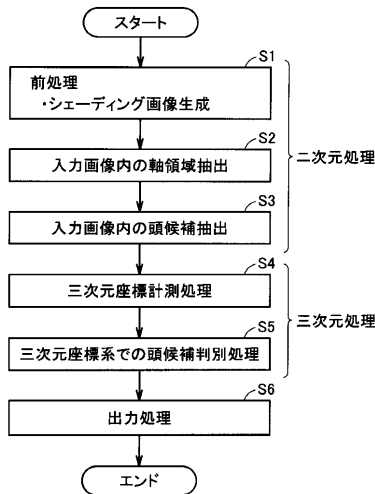 スタート
S1
前処理
・シェーディング画像生成
S2
入力画像内の軸領域抽出
S3
入力画像内の頭候補抽出
二次元処理
S4
三次元座標計測処理
S5
三次元座標系での頭候補判別処理
三次元処理
S6
出力処理
エンド